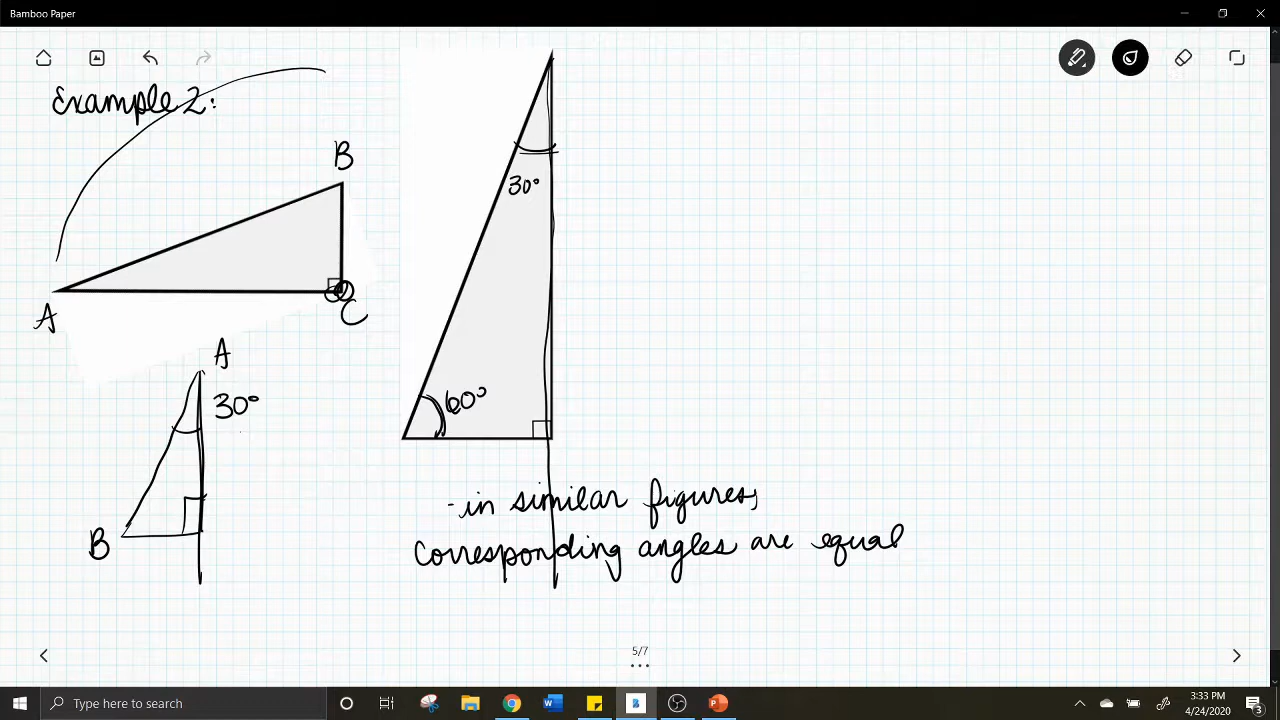 Bamboo Paper
Example 2:
B
A
C
A
30°
B
30°
60°
-in similar figures,
corresponding angles are equal
5/7
Type here to search
3:33 PM
4/24/2020
3